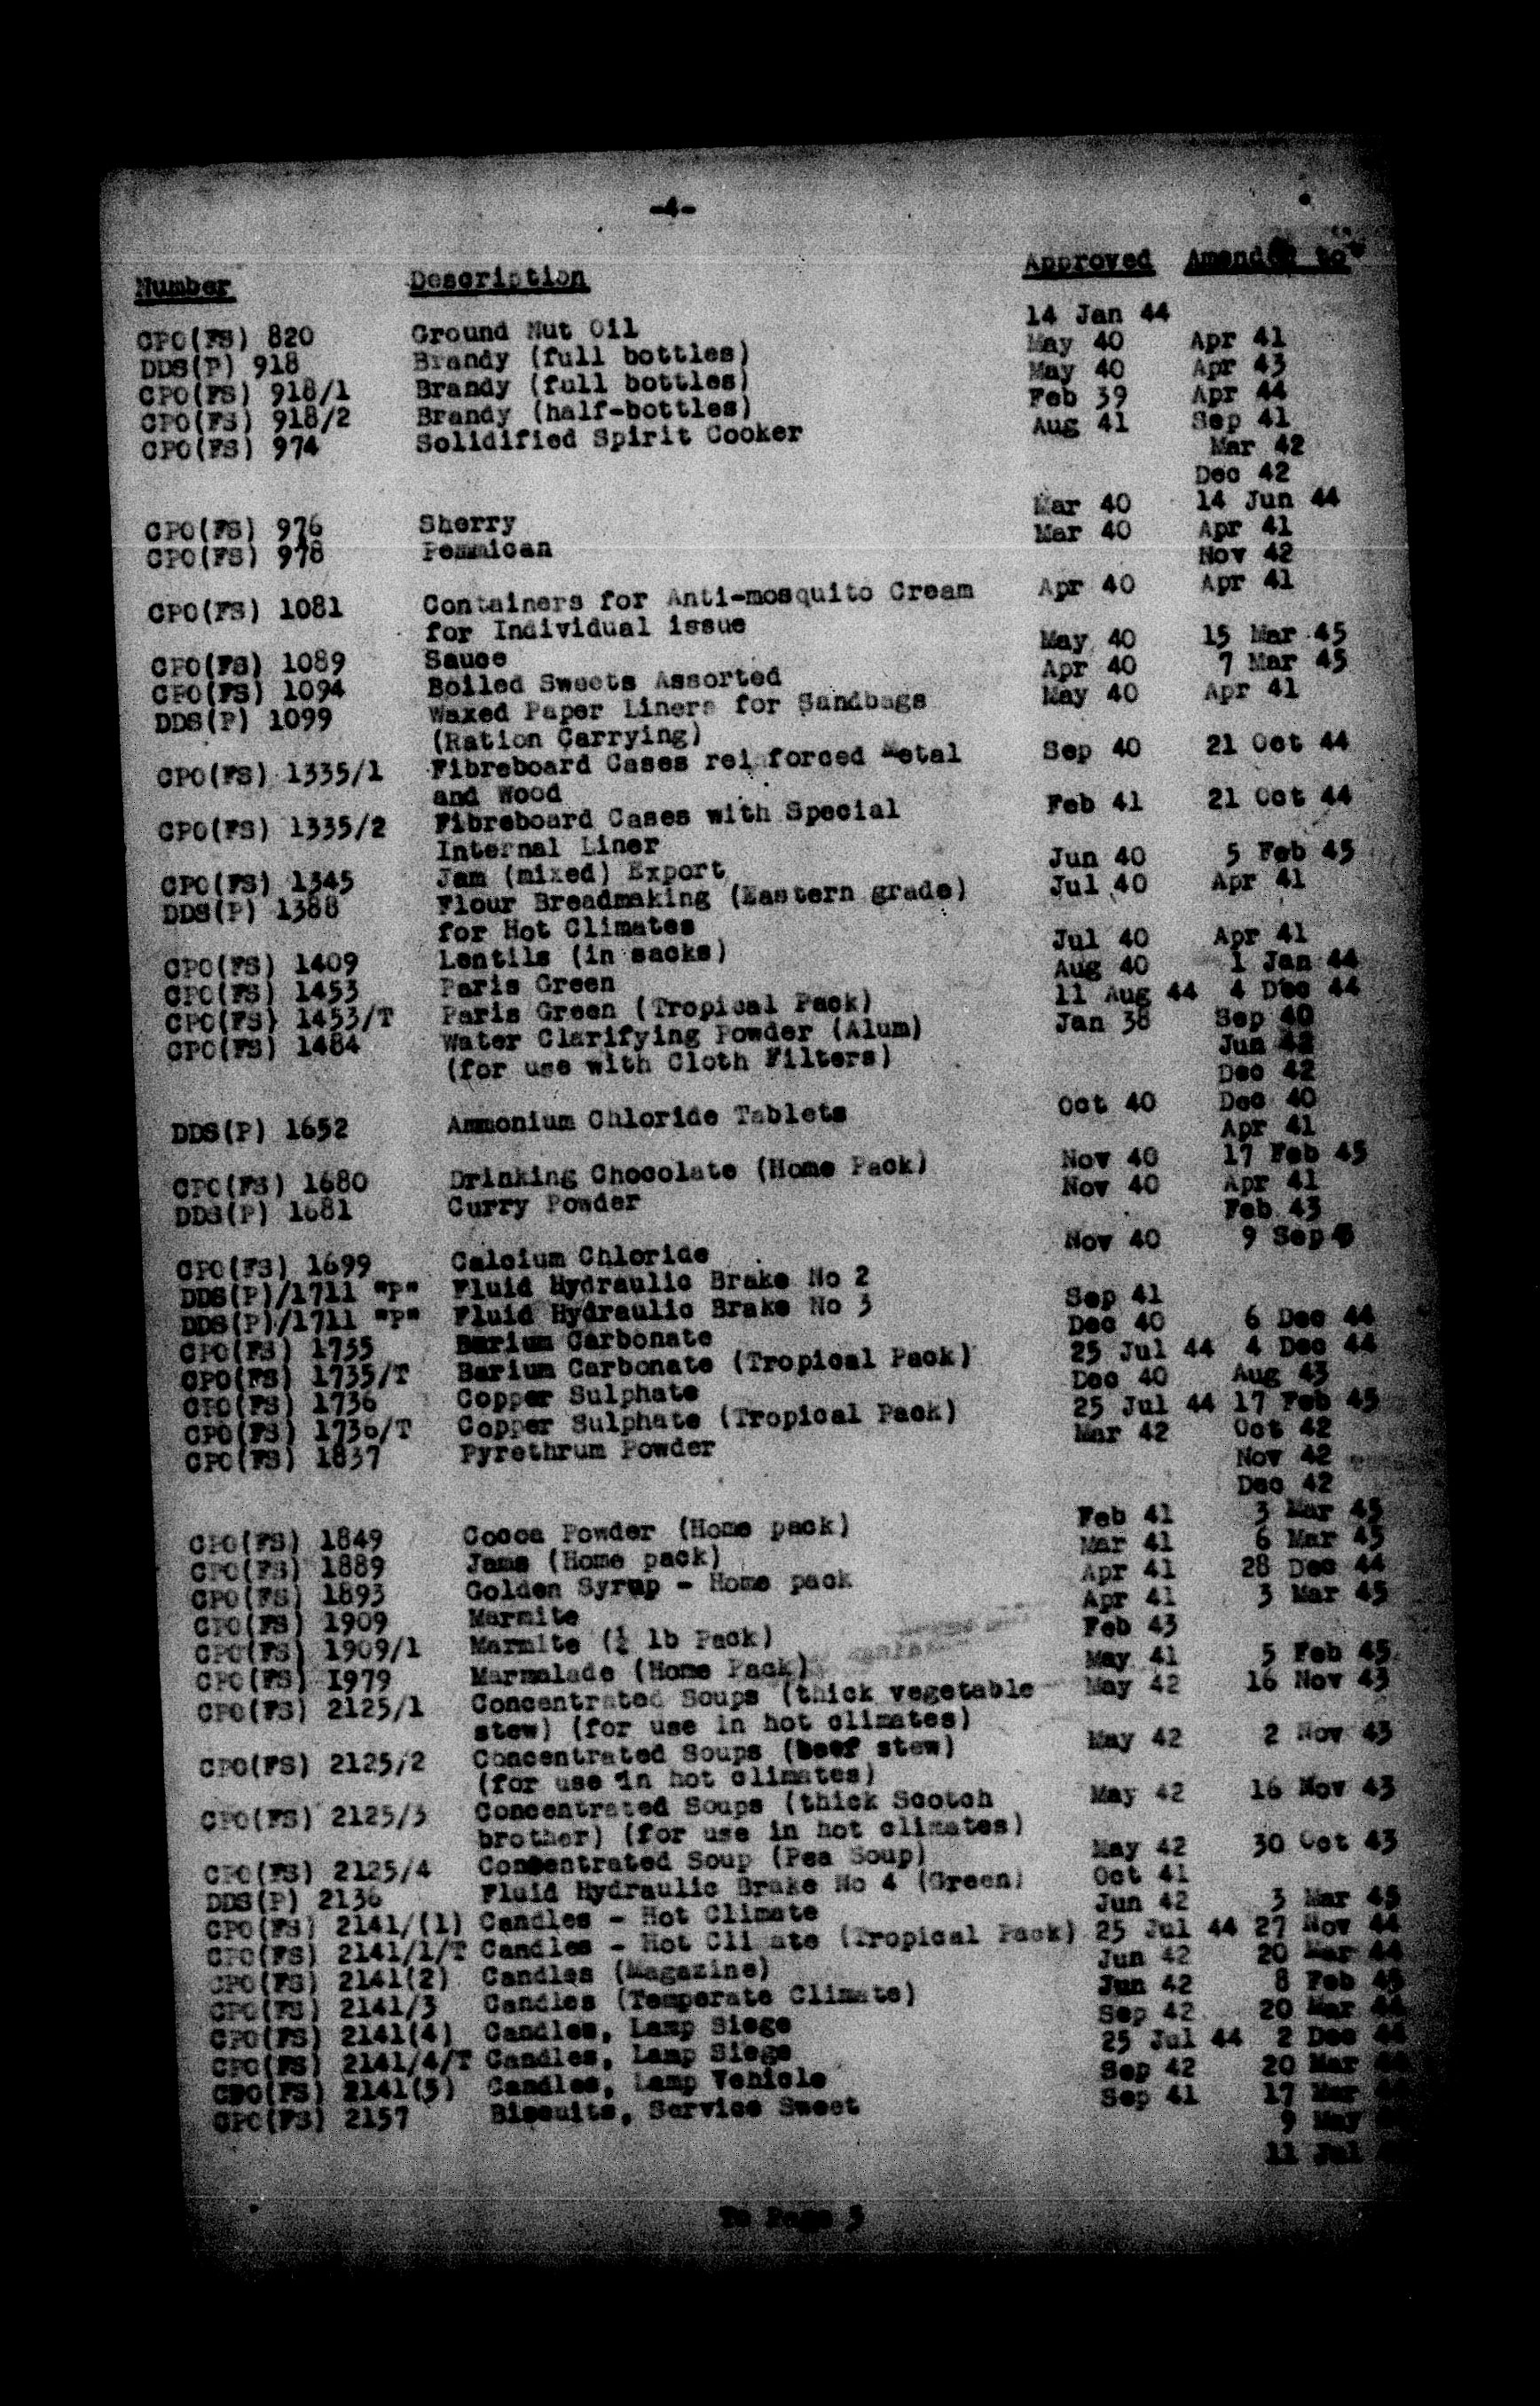 -4-
Number Description Approved Amended to
CPO(FS) 820 Ground Nut Oil 14 Jan 44
DDS(P) 918 Brandy (full bottles) May 40 Apr 41
CPO(FS) 918/1 Brandy (full bottles) May 40 Apr 43
CPO(FS) 918/2 Brandy (half-bottles) Feb 39 Apr 44
CPO(FS) 974 Solidified Spirit Cooker Aug 41 Sep 41
Mar 42
Dec 42
CPO(FS) 976 Sherry Mar 40 14 Jun 44
CPO(FS) 978 Pemmican Mar 40 Apr 41
Nov 42
CPO(FS) 1081 Containers for Anti-mosquito Cream Apr 40 Apr 41
for Individual issue
CPO(FS) 1089 Sauce May 40 15 Mar 45
CPO(FS) 1094 Boiled Sweets Assorted Apr 40 7 Mar 45
DDS(P) 1099 Waxed Paper Liners for Sandbags May 40 Apr 41
(Ration Carrying)
CPO(FS) 1335/1 Fibreboard Cases reinforced Metal Sep 40 21 Oct 44
and Wood
CPO(FS) 1335/2 Fibreboard Cases with Special Feb 41 21 Oct 44
Internal Liner
CPO(FS) 1345 Jam (mixed) Export Jun 40 5 Feb 45
DDS(P) 1388 Flour Breadmaking (Eastern grade) Jul 40 Apr 41
for Hot Climates
CPO(FS) 1409 Lentils (in sacks) Jul 40 Apr 41
CPO(FS) 1453 Paris Green Aug 40 1 Jan 44
CPO(FS) 1453/T Paris Green (Tropical Pack) 11 Aug 44 4 Dec 44
CPO(FS) 1484 Water Clarifying Powder (Alum) Jan 38 Sep 40
(for use with Cloth Filters) Jun 42
Dec 42
DDS(P) 1652 Ammonium Chloride Tablets Oct 40 Dec 40
Apr 41
CPO(FS) 1680 Drinking Chocolate (Home Pack) Nov 40 17 Feb 45
DDS(P) 1681 Curry Powder Nov 40 Apr 41
Feb 43
CPO(FS) 1699 Calcium Chloride Nov 40 9 Sep
DDS(P)/1711 "P" Fluid Hydraulic Brake No 2
DDS(P)/1711 "P" Fluid Hydraulic Brake No 3 Sep 41
CPO(FS) 1735 Barium Carbonate Dec 40 6 Dec 44
CPO(FS) 1735/T Barium Carbonate (Tropical Pack) 25 Jul 44 4 Dec 44
CPO(FS) 1736 Copper Sulphate Dec 40 Aug 43
CPO(FS) 1736/T Copper Sulphate (Tropical Pack) 25 Jul 44 17 Feb 45
CPO(FS) 1837 Pyrethrum Powder Mar 42 Oct 42
Nov 42
Dec 42
CPO(FS) 1849 Cocoa Powder (Home pack) Feb 41 3 Mar 45
CPO(FS) 1889 Jams (Home pack) Mar 41 6 Mar 45
CPO(FS) 1893 Golden Syrup - Home pack Apr 41 28 Dec 44
CPO(FS) 1909 Marmite Apr 41 3 Mar 45
CPO(FS) 1909/1 Marmite (½ lb Pack) Feb 43
CPO(FS) I979 Marmalade (Home Pack) May 41 5 Feb 45
CPO(FS) 2125/1 Concentrated Soups (thick vegetable May 42 16 Nov 43
stew) (for use in hot climates)
CPO(FS) 2125/2 Concentrated Soups (beef stew) May 42 2 Nov 43
(for use in hot climates)
CPO(FS) 2125/3 Concentrated Soups (thick Scotch May 42 16 Nov 43
brother) (for use in hot climates)
CPO(FS) 2125/4 Concentrated Soup (Pea Soup) May 42 30 Oct 43
DDS(P) 2136 Fluid Hydraulic Brake No 4 (Green) Oct 41
CPO(FS) 2141/(1) Candles - Hot Climate Jun 42 3 Mar 45
CPO(FS) 2141/1/T Candles - Hot Cli ate (Tropical Pack) 25 Jul 44 27 Nov 44
CPO(FS) 2141(2) Candles (Magazine) Jun 42 20 Mar 44
CPO(FS) 2141/3 Candles (Temperate Climate) Jun 42 8 Feb 45
CPO(FS) 2141(4) Candles, Lamp Siege Sep 42 20 Mar 44
CPO(FS) 2141/4/T Candles, Lamp Siege 25 Jul 44 2 Dec 44
CPO(FS) 2141(5) Candles, Lamp Vehicle Sep 42 20 Mar
CPO(FS) 2157 Biscuits, Service Sweet Sep 41 17 Mar
9 May
11 Jul
To Page 5